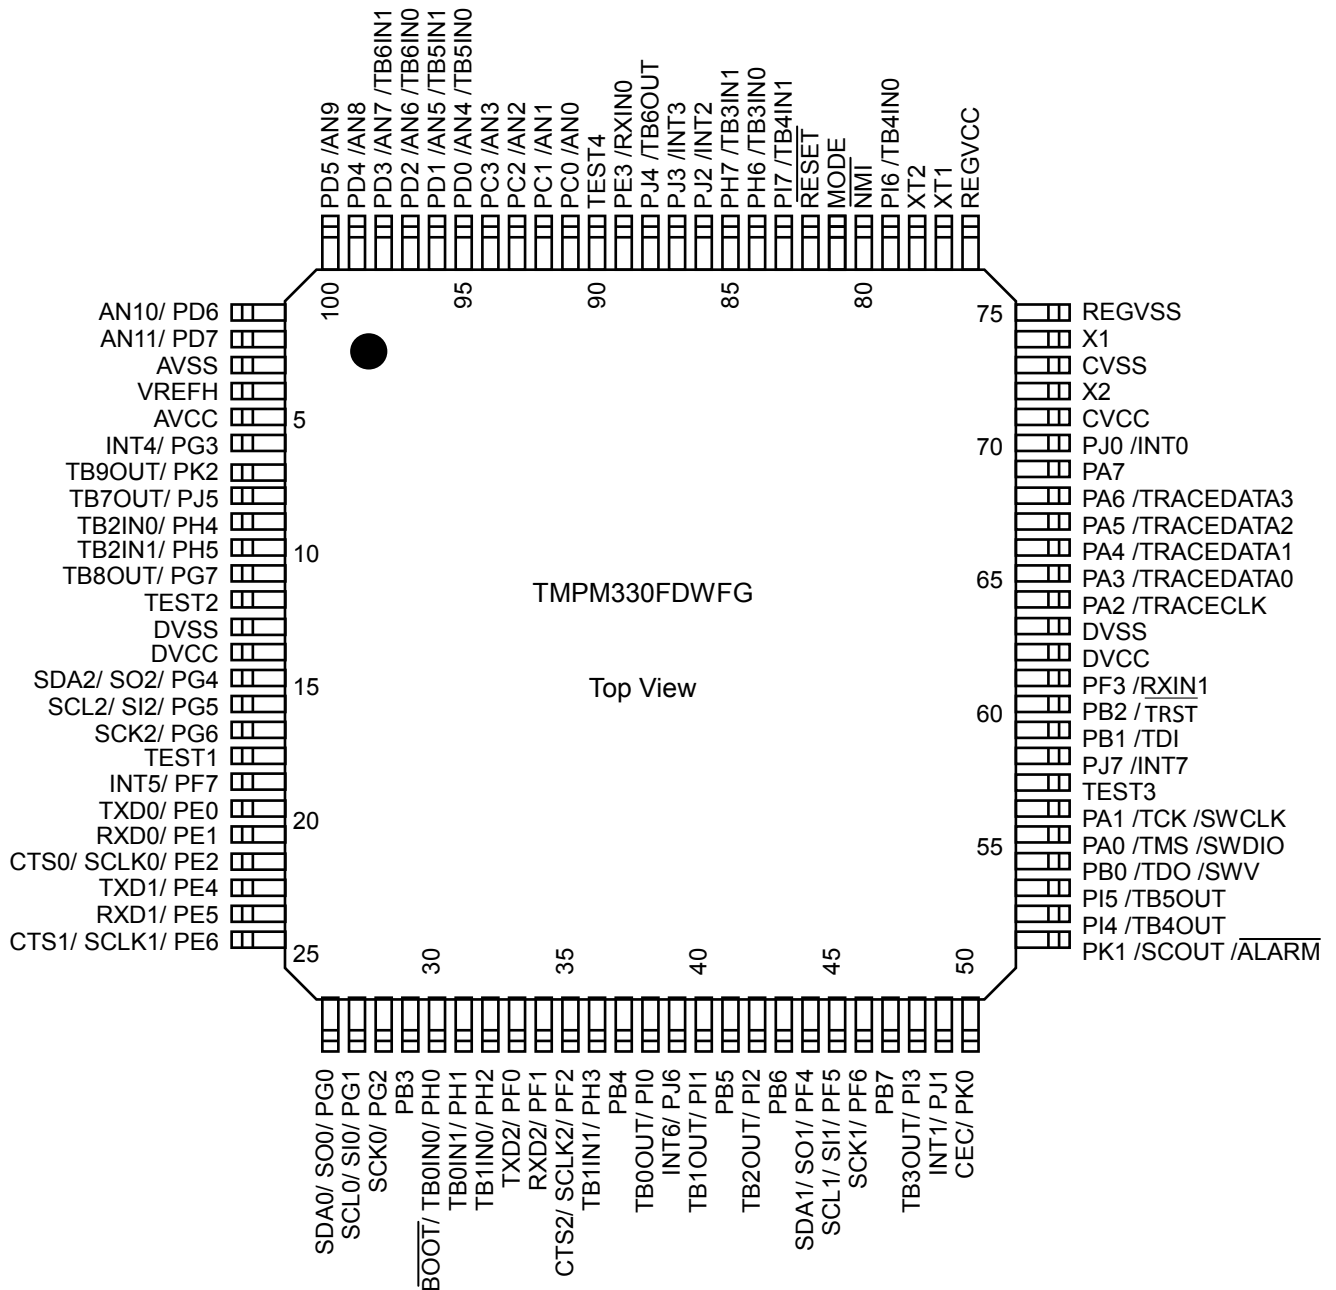 PD5 /AN9
PD4 /AN8
PD3 /AN7 /TB6IN1
PD2 /AN6 /TB6IN0
PD1 /AN5 /TB5IN1
PD0 /AN4 /TB5IN0
PC3 /AN3
PC2 /AN2
PC1 /AN1
PC0 /AN0
TEST4
PE3 /RXIN0
PJ4 /TB6OUT
PJ3 /INT3
PJ2 /INT2
PH7 /TB3IN1
PH6 /TB3IN0
PI7 /TB4IN1
RESET
MODE
NMI
PI6 /TB4IN0
XT2
XT1
REGVCC
100
95
90
85
80
AN10/ PD6
AN11/ PD7
AVSS
VREFH
AVCC
INT4/ PG3
TB9OUT/ PK2
TB7OUT/ PJ5
TB2IN0/ PH4
TB2IN1/ PH5
TB8OUT/ PG7
TEST2
DVSS
DVCC
SDA2/ SO2/ PG4
SCL2/ SI2/ PG5
SCK2/ PG6
TEST1
INT5/ PF7
TXD0/ PE0
RXD0/ PE1
CTS0/ SCLK0/ PE2
TXD1/ PE4
RXD1/ PE5
CTS1/ SCLK1/ PE6
5
10
15
20
25
TMPM330FDWFG
Top View
75
70
65
60
55
REGVSS
X1
CVSS
X2
CVCC
PJ0 /INT0
PA7
PA6 /TRACEDATA3
PA5 /TRACEDATA2
PA4 /TRACEDATA1
PA3 /TRACEDATA0
PA2 /TRACECLK
DVSS
DVCC
PF3 /RXIN1
PB2 / TRST
PB1 /TDI
PJ7 /INT7
TEST3
PA1 /TCK /SWCLK
PA0 /TMS /SWDIO
PB0 /TDO /SWV
PI5 /TB5OUT
PI4 /TB4OUT
PK1 /SCOUT /ALARM
30
35
40
45
50
SDA0/ SO0/ PG0
SCL0/ SI0/ PG1
SCK0/ PG2
PB3
BOOT/ TB0IN0/ PH0
TB0IN1/ PH1
TB1IN0/ PH2
TXD2/ PF0
RXD2/ PF1
CTS2/ SCLK2/ PF2
TB1IN1/ PH3
PB4
TB0OUT/ PI0
INT6/ PJ6
TB1OUT/ PI1
PB5
TB2OUT/ PI2
PB6
SDA1/ SO1/ PF4
SCL1/ SI1/ PF5
SCK1/ PF6
PB7
TB3OUT/ PI3
INT1/ PJ1
CEC/ PK0